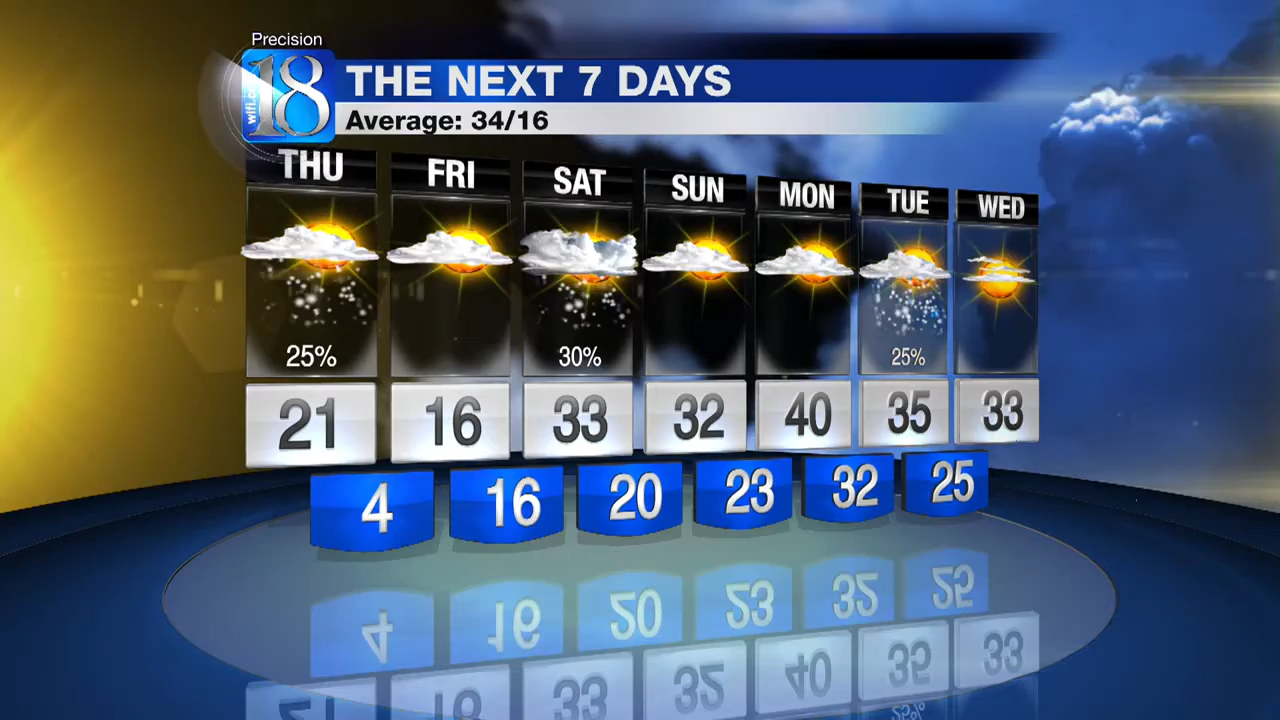 Precision
18
wlfi.c
THE NEXT 7 DAYS
Average: 34/16
THU FRI SAT SUN MON TUE WED
25% 30% 25%
21 16 33 32 40 35 33
4 16 20 23 32 25